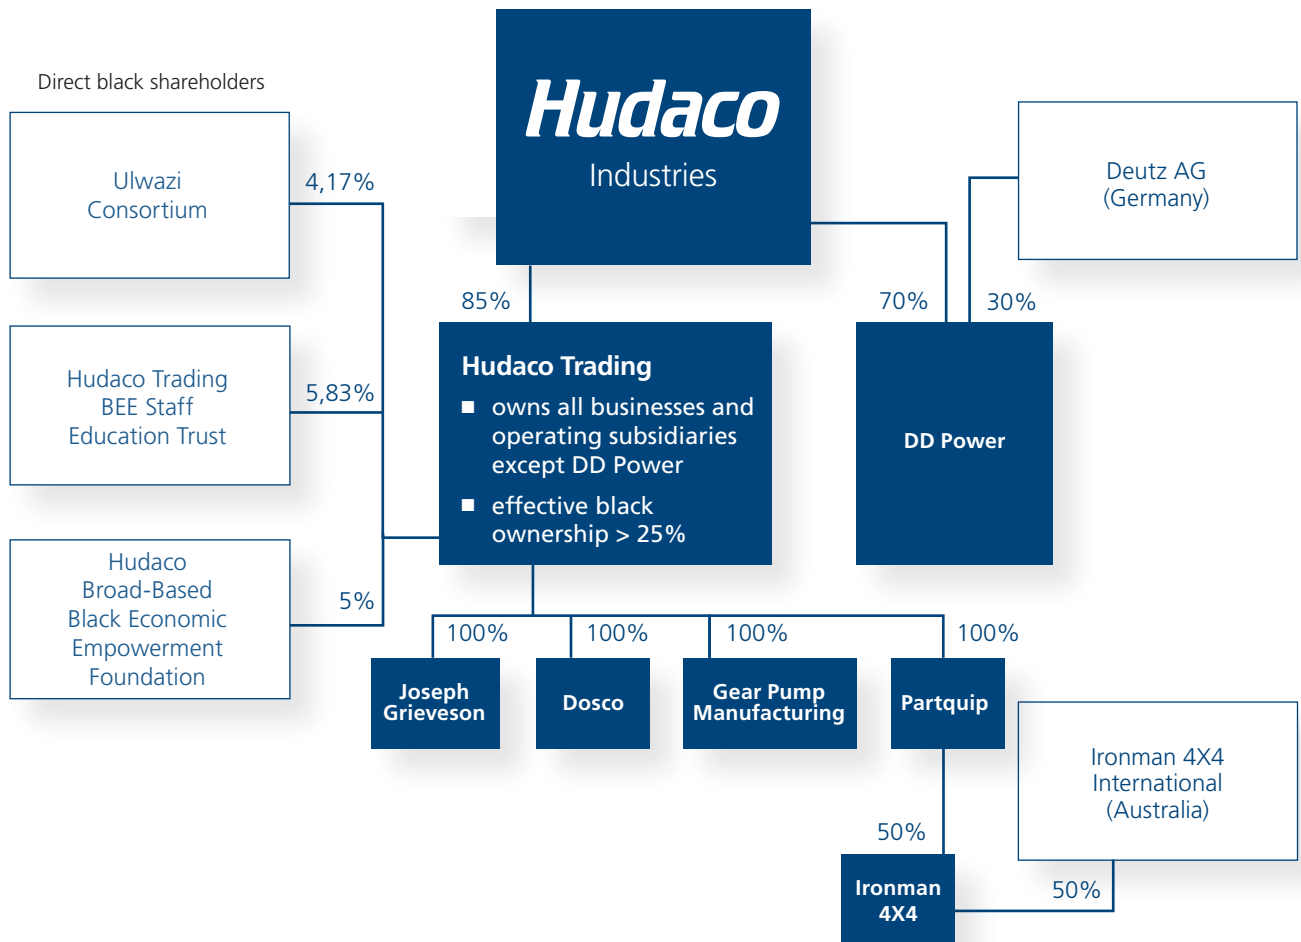 Hudaco
Industries
Direct black shareholders
Ulwazi
Consortium
4,17%
Hudaco Trading
BEE Staff
Education Trust
5,83%
Hudaco
Broad-Based
Black Economic
Empowerment
Foundation
5%
85%
Hudaco Trading
■ owns all businesses and
operating subsidiaries
except DD Power
■ effective black
ownership > 25%
70%
30%
Deutz AG
(Germany)
DD Power
100%
100%
100%
100%
Joseph
Grieveson
Dosco
Gear Pump
Manufacturing
Partquip
50%
Ironman
4X4
50%
Ironman 4X4
International
(Australia)